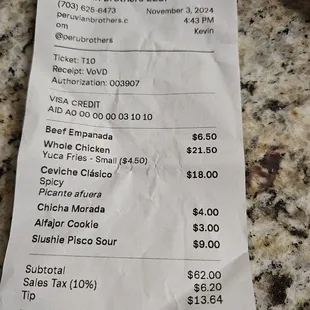 (703) 625-6473
November 3, 2024
peruvianbrothers.c
4:43 PM
om
Kevin
@perubrothers
Ticket: T10
Receipt: VoVD
Authorization: 003907
VISA CREDIT
AID A0 00 00 00 03 10 10
Beef Empanada $6.50
Whole Chicken $21.50
Yuca Fries - Small ($4.50)
Ceviche Clásico $18.00
Spicy
Picante afuera
Chicha Morada $4.00
Alfajor Cookie $3.00
Slushie Pisco Sour $9.00
Subtotal $62.00
Sales Tax (10%) $6.20
Tip $13.64